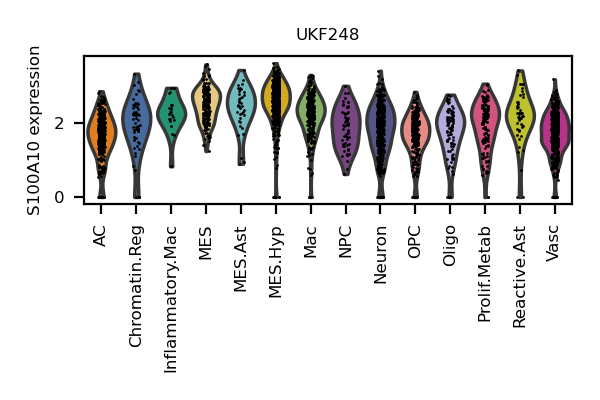 UKF248
S100A10 expression
2
0
AC
Chromatin.Reg
Inflammatory.Mac
MES
MES.Ast
MES.Hyp
Mac
NPC
Neuron
OPC
Oligo
Prolif.Metab
Reactive.Ast
Vasc